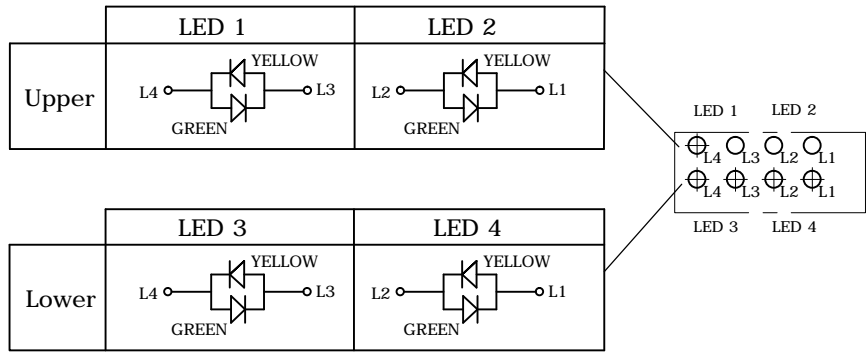 LED 1 LED 2
Upper
YELLOW YELLOW
L4 L3 L2 L1
GREEN GREEN
LED 1 LED 2
L4 L3 L2 L1
L4 L3 L2 L1
LED 3 LED 4
LED 3 LED 4
Lower
YELLOW YELLOW
L4 L3 L2 L1
GREEN GREEN